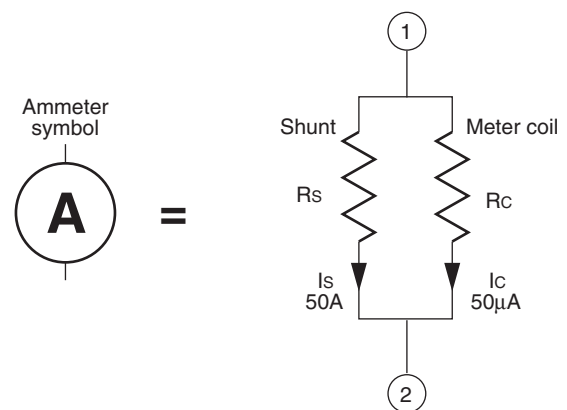 1
Ammeter
symbol
A
=
Shunt
Meter coil
Rs
Rc
Is
50A
Ic
50µA
2